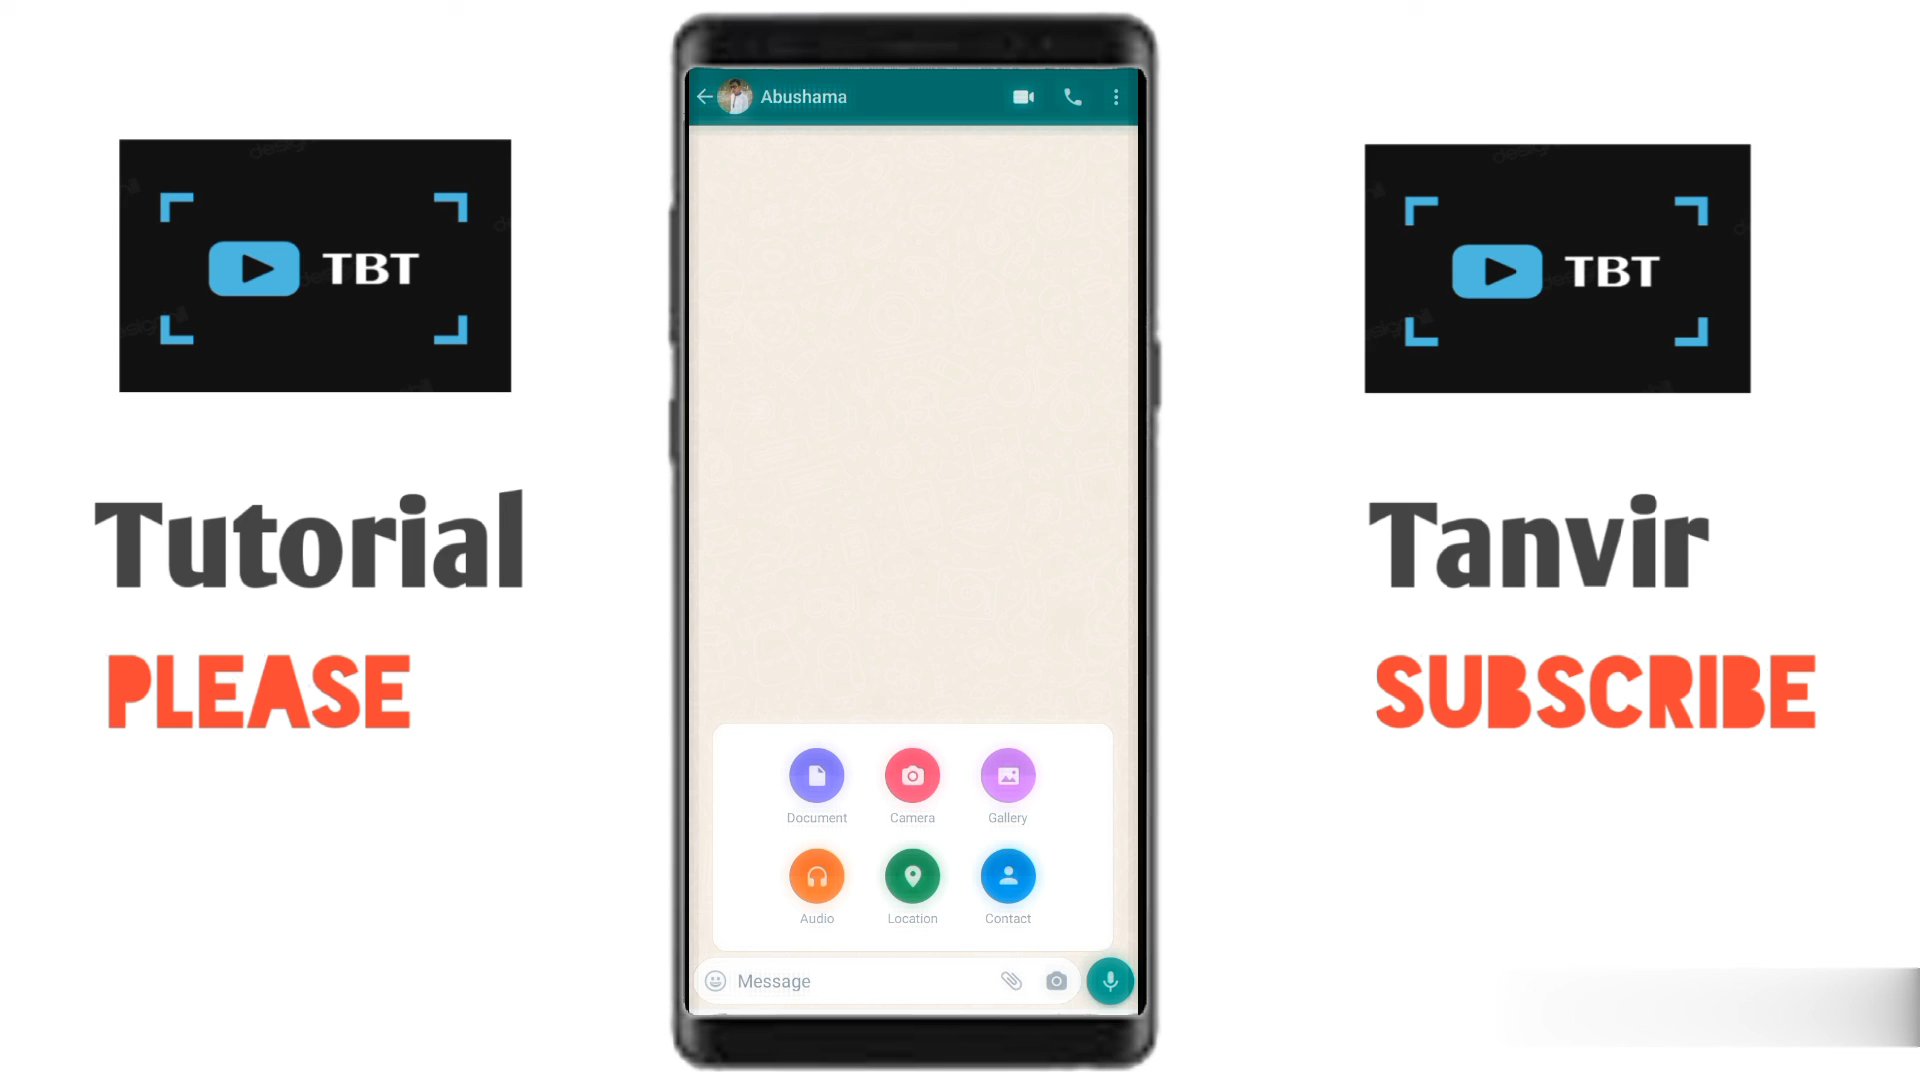 Abushama
TBT
TBT
Tutorial
Tanvir
PLEASE
SUBSCRIBE
Document
Camera
Gallery
Audio
Location
Contact
Message